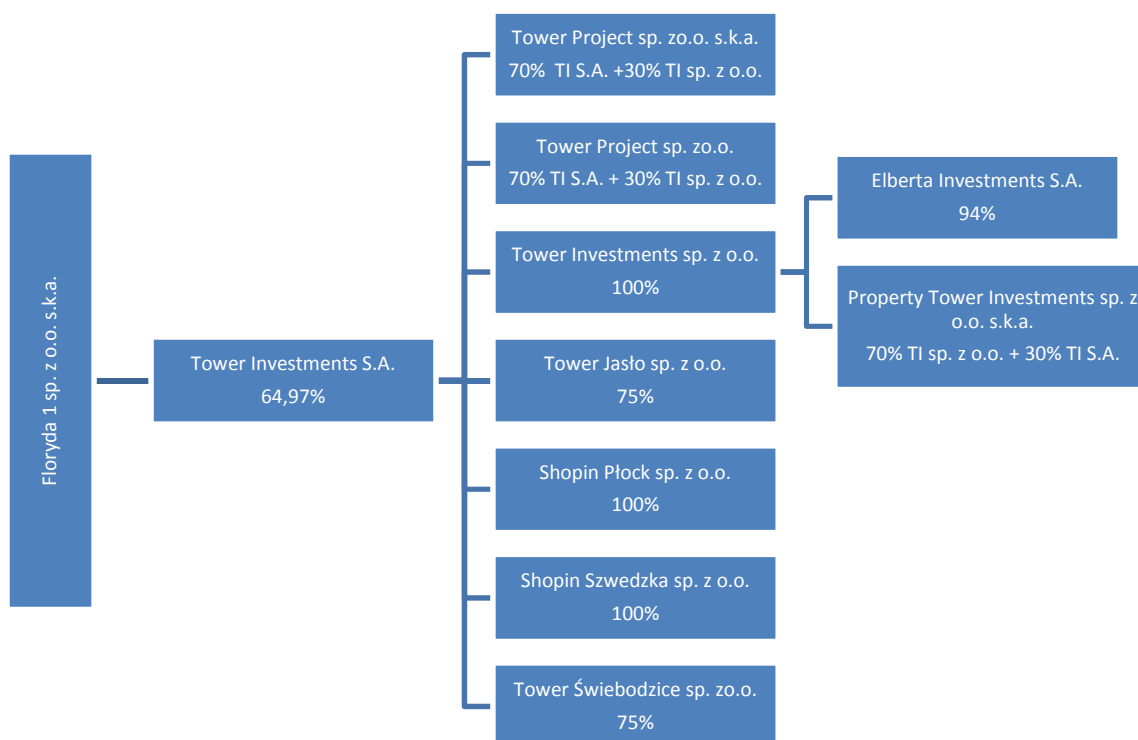 Floryda 1 sp. z o.o. s.k.a.
Tower Investments S.A.
64,97%
Tower Project sp. zo.o. s.k.a.
70% TI S.A. +30% TI sp. z o.o.
Tower Project sp. zo.o.
70% TI S.A. + 30% TI sp. z o.o.
Tower Investments sp. z o.o.
100%
Tower Jasło sp. z o.o.
75%
Shopin Płock sp. z o.o.
100%
Shopin Szwedzka sp. z o.o.
100%
Tower Świebodzice sp. zo.o.
75%
Elberta Investments S.A.
94%
Property Tower Investments sp. z
o.o. s.k.a.
70% TI sp. z o.o. + 30% TI S.A.